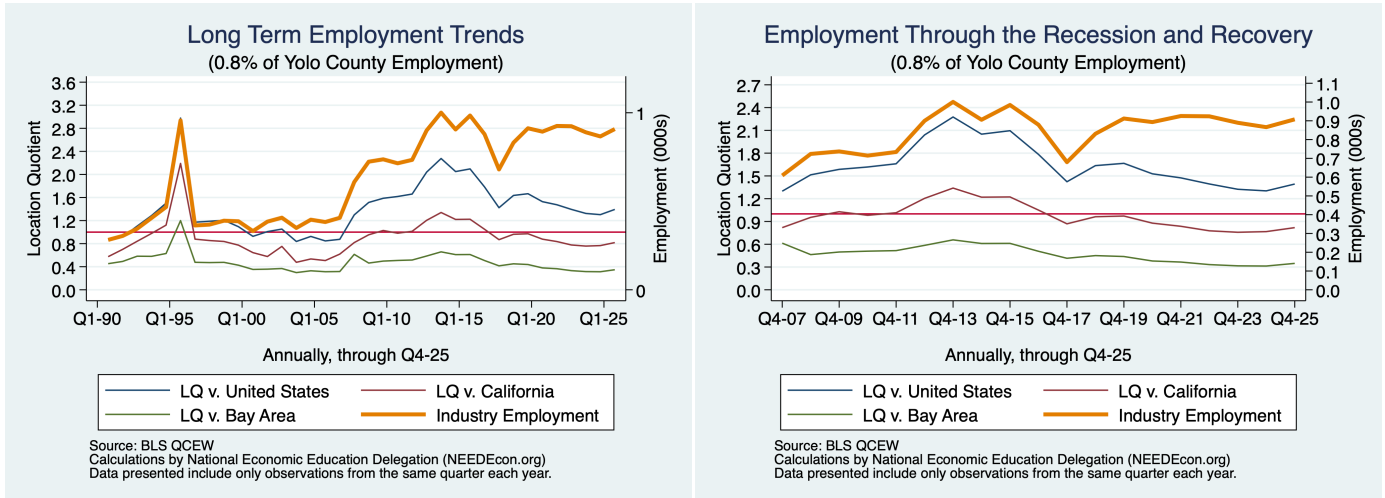 Long Term Employment Trends
(0.8% of Yolo County Employment)
Location Quotient
3.6
3.2
2.8
2.4
2.0
1.6
1.2
0.8
0.4
0.0
1
0
Employment (000s)
Q1-90 Q1-95 Q1-00 Q1-05 Q1-10 Q1-15 Q1-20 Q1-25
Annually, through Q4-25
LQ v. United States LQ v. California
LQ v. Bay Area Industry Employment
Source: BLS QCEW
Calculations by National Economic Education Delegation (NEEDEcon.org)
Data presented include only observations from the same quarter each year.
Employment Through the Recession and Recovery
(0.8% of Yolo County Employment)
Location Quotient
2.7
2.4
2.1
1.8
1.5
1.2
0.9
0.6
0.3
0.0
1.1
1.0
0.9
0.8
0.7
0.6
0.5
0.4
0.3
0.2
0.1
0.0
Employment (000s)
Q4-07 Q4-09 Q4-11 Q4-13 Q4-15 Q4-17 Q4-19 Q4-21 Q4-23 Q4-25
Annually, through Q4-25
LQ v. United States LQ v. California
LQ v. Bay Area Industry Employment
Source: BLS QCEW
Calculations by National Economic Education Delegation (NEEDEcon.org)
Data presented include only observations from the same quarter each year.